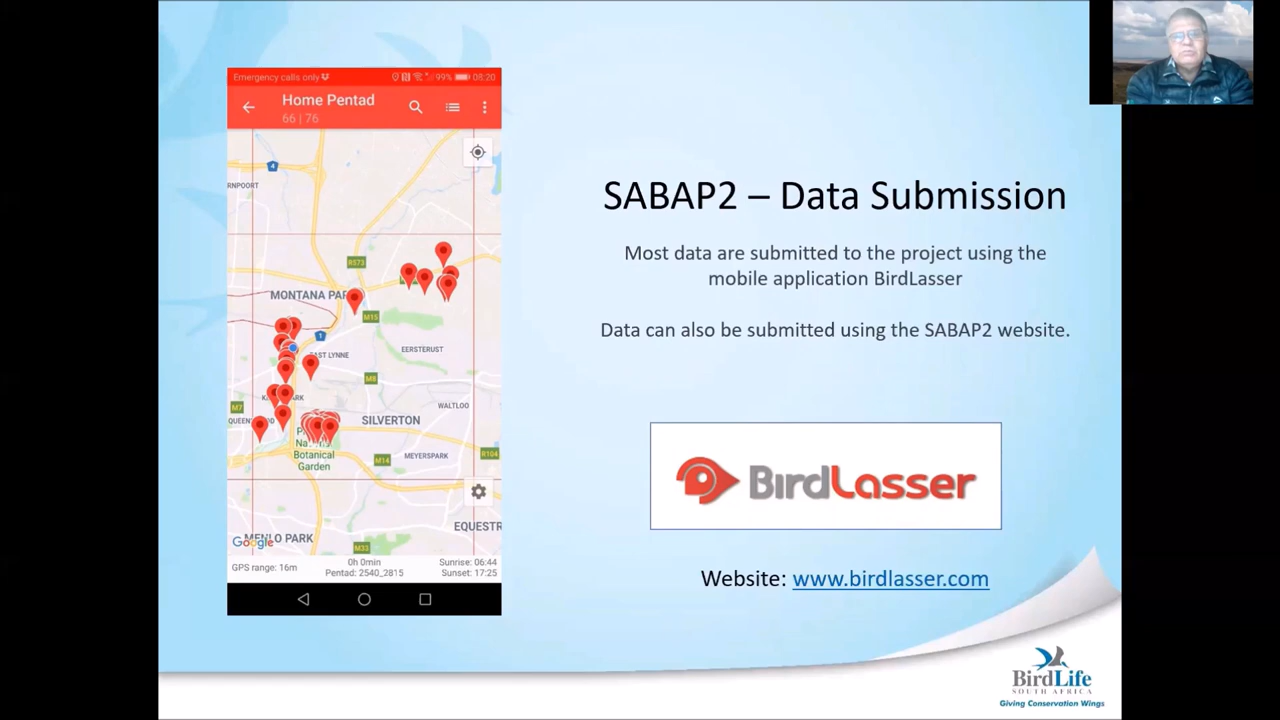 Emergency calls only
99%
08:20
Home Pentad
66 | 76
4
RNPOORT
R573
MONTANA PAR
M15
1
EAST LYNNE
EERSTERUST
M8
M7
WALTLOO
SILVERTON
Botanical
Garden
M14
MEYERSPARK
R104
EQUESTR
MENLO PARK
Google
M33
GPS range: 16m
0h 0min
Pentad: 2540_2815
Sunrise: 06:44
Sunset: 17:25
SABAP2 – Data Submission
Most data are submitted to the project using the
mobile application BirdLasser
Data can also be submitted using the SABAP2 website.
BirdLasser
Website: www.birdlasser.com
BirdLife
SOUTH AFRICA
Giving Conservation Wings